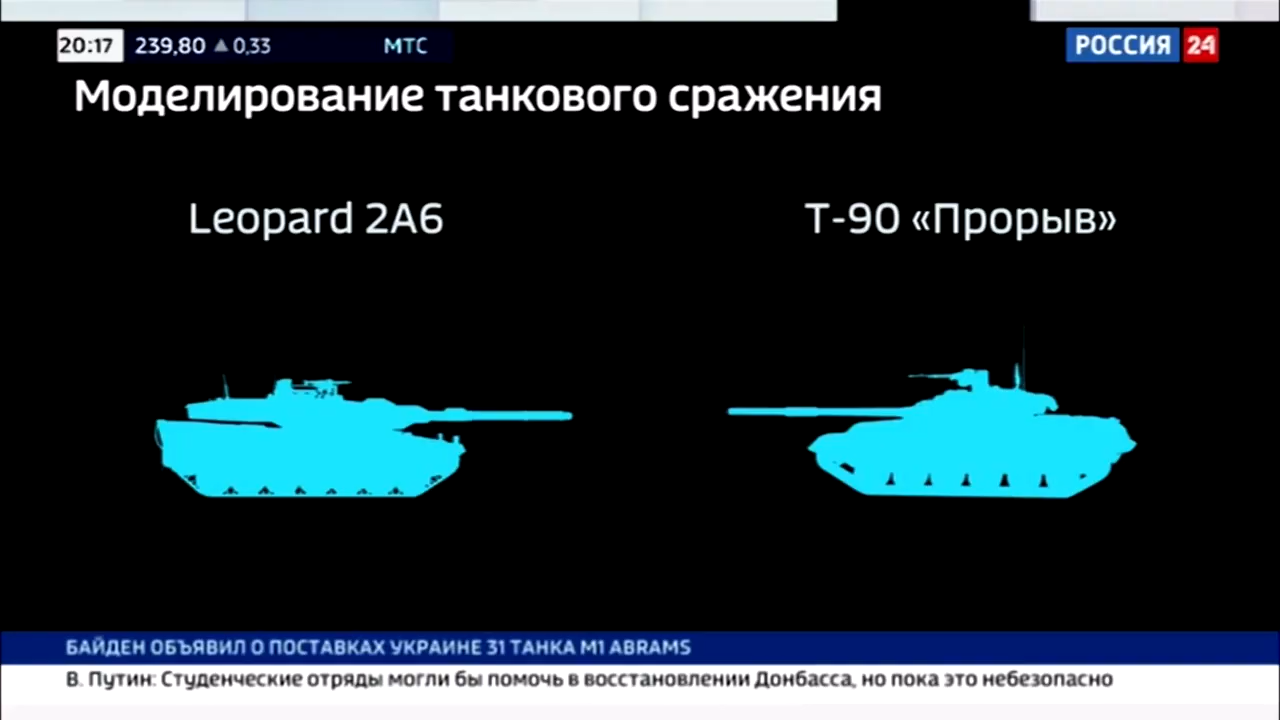 20:17 239,80 ▲ 0,33 МТС РОССИЯ 24
Моделирование танкового сражения
Leopard 2A6
Т-90 «Прорыв»
БАЙДЕН ОБЪЯВИЛ О ПОСТАВКАХ УКРАИНЕ 31 ТАНКА M1 ABRAMS
В. Путин: Студенческие отряды могли бы помочь в восстановлении Донбасса, но пока это небезопасно